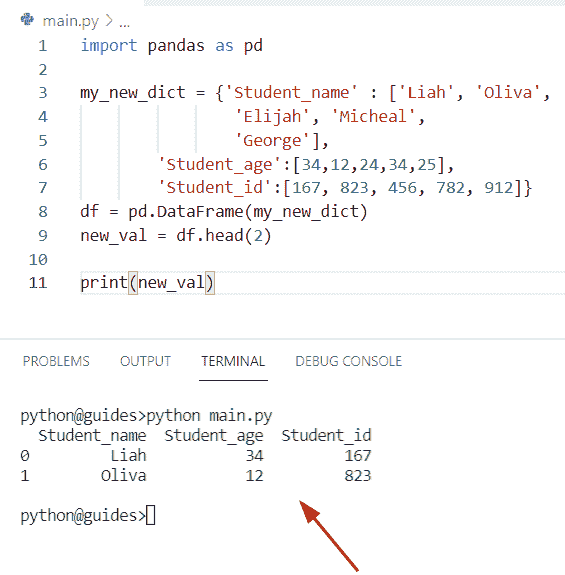 main.py > ...
1 import pandas as pd
2
3 my_new_dict = {'Student_name' : ['Liah', 'Oliva',
4 'Elijah', 'Micheal',
5 'George'],
6 'Student_age':[34,12,24,34,25],
7 'Student_id':[167, 823, 456, 782, 912]}
8 df = pd.DataFrame(my_new_dict)
9 new_val = df.head(2)
10
11 print(new_val)
PROBLEMS OUTPUT TERMINAL DEBUG CONSOLE
python@guides>python main.py
Student_name Student_age Student_id
0 Liah 34 167
1 Oliva 12 823
python@guides>